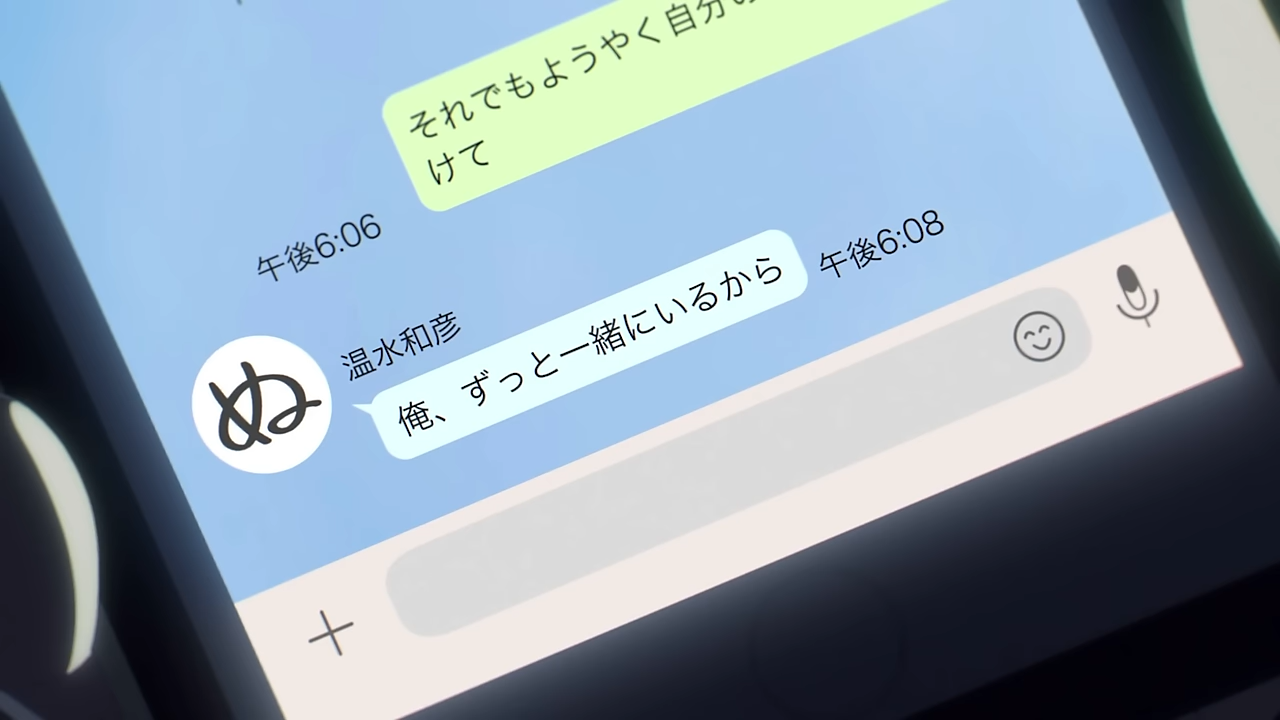 それでもようやく自分の
けて
午後6:06
温水和彦
ぬ
俺、ずっと一緒にいるから
午後6:08